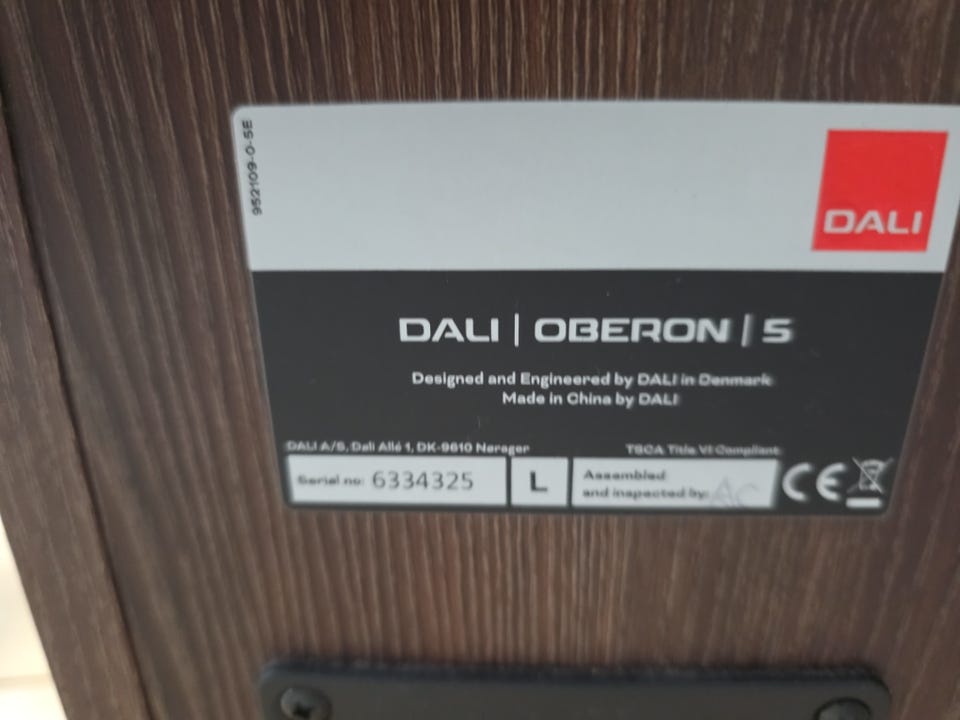 952109-0-5E
DALI
DALI | OBERON | 5
Designed and Engineered by DALI in Denmark
Made in China by DALI
DALI A/S, Dali Allé 1, DK-9610 Nørager
TSCA Title VI Compliant
Serial no: 6334325
L
Assembled
and inspected by: AC
CE